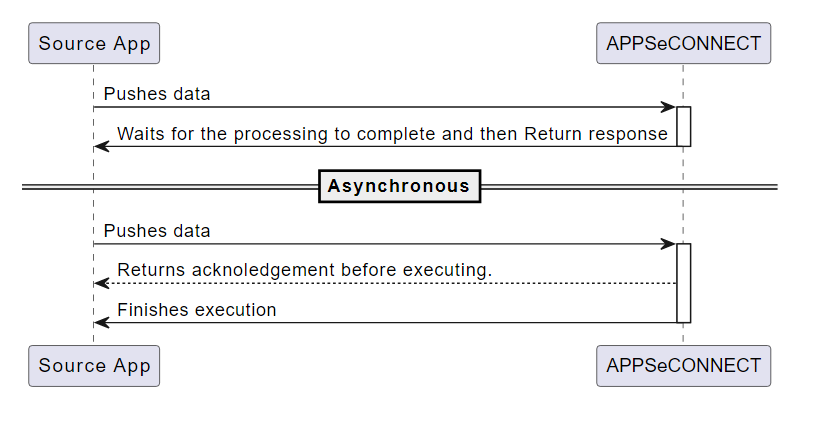 Source App APPSeCONNECT
Pushes data
Waits for the processing to complete and then Return response
Asynchronous
Pushes data
Returns acknoledgement before executing.
Finishes execution
Source App APPSeCONNECT